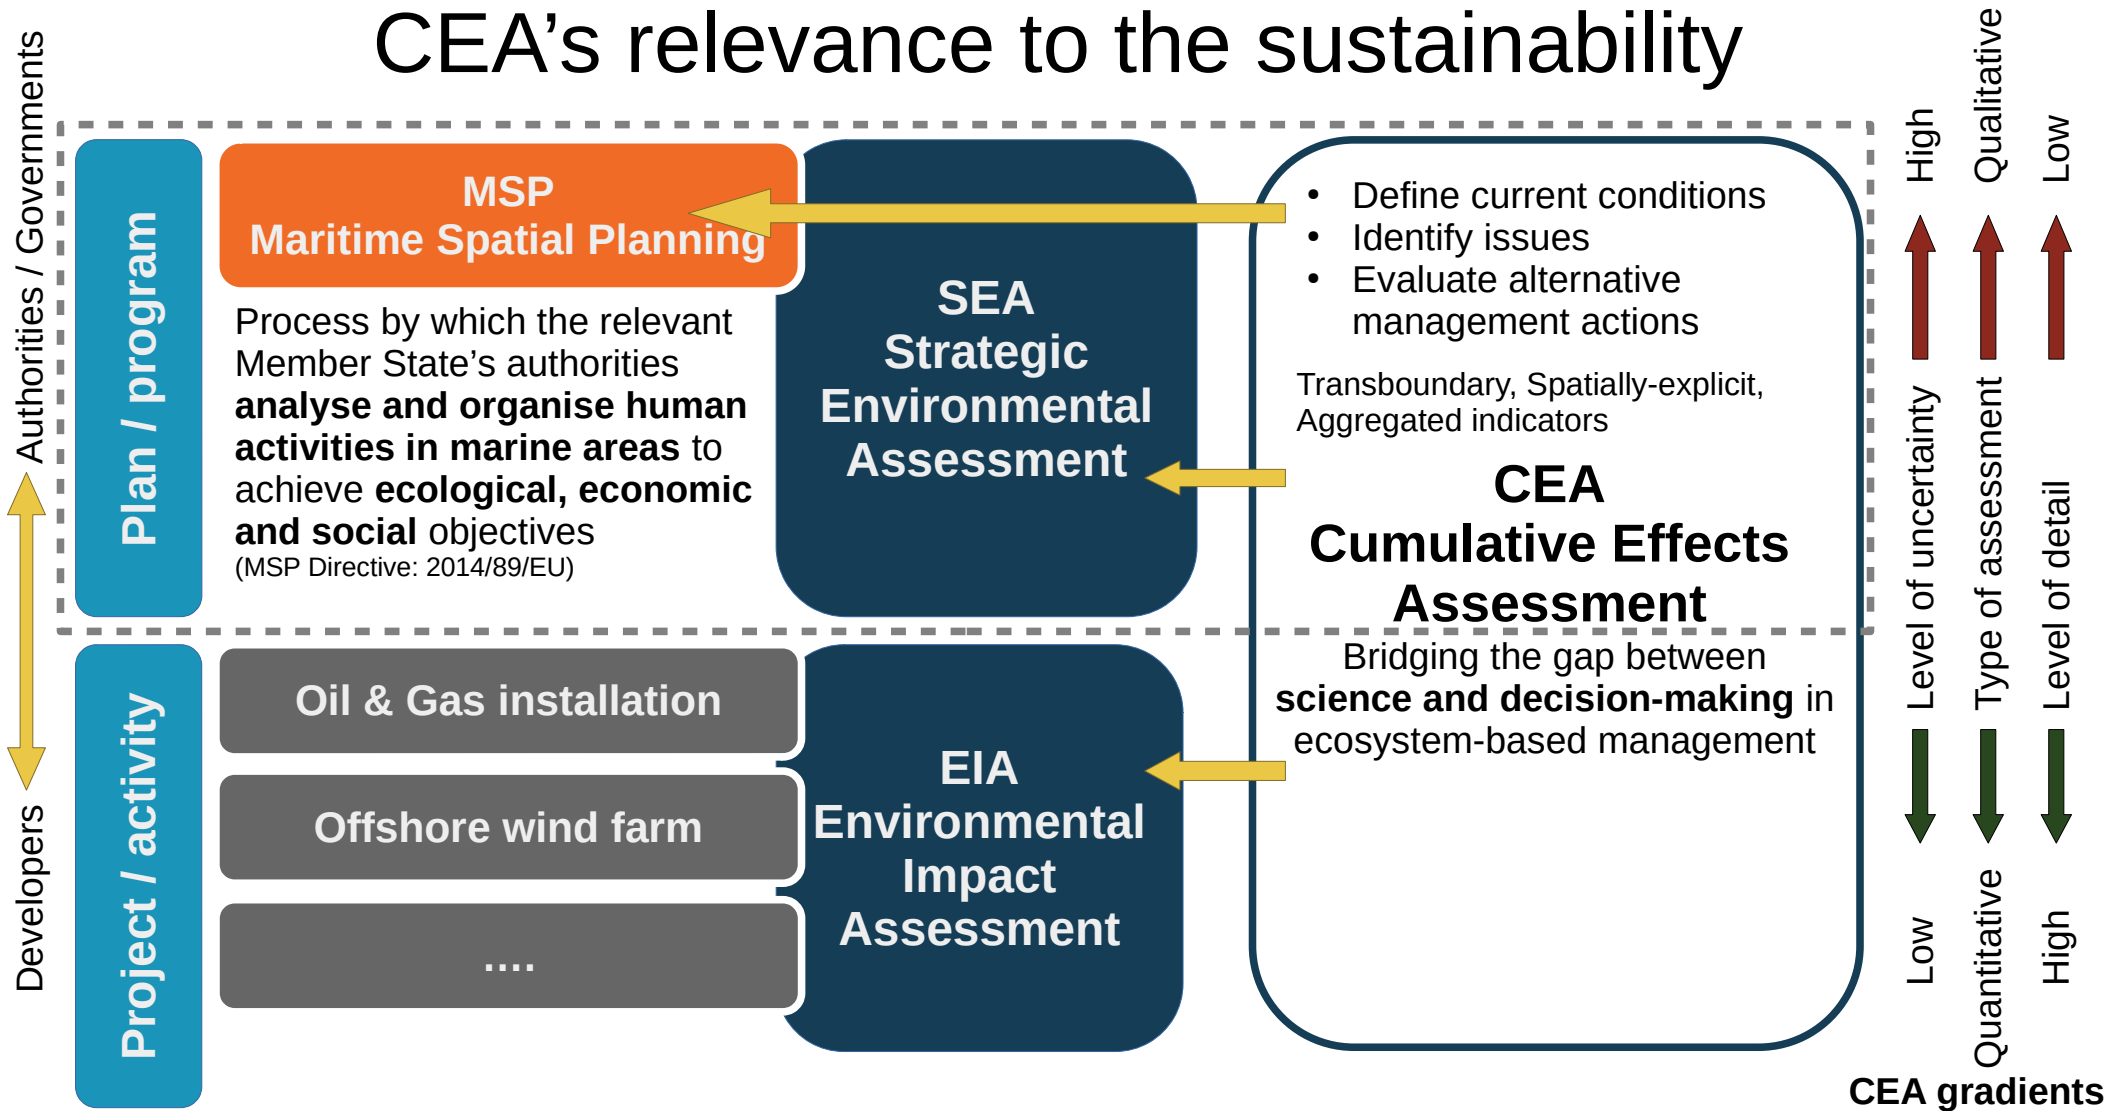 CEA’s relevance to the sustainability
Authorities / Governments
Developers
Plan / program
MSP
Maritime Spatial Planning
Process by which the relevant
Member State’s authorities
analyse and organise human
activities in marine areas to
achieve ecological, economic
and social objectives
(MSP Directive: 2014/89/EU)
SEA
Strategic
Environmental
Assessment
• Define current conditions
• Identify issues
• Evaluate alternative
management actions
Transboundary, Spatially-explicit,
Aggregated indicators
CEA
Cumulative Effects
Assessment
Bridging the gap between
science and decision-making in
ecosystem-based management
Project / activity
Oil & Gas installation
Offshore wind farm
....
EIA
Environmental
Impact
Assessment
High
Level of uncertainty
Low
Qualitative
Type of assessment
Quantitative
Low
Level of detail
High
CEA gradients